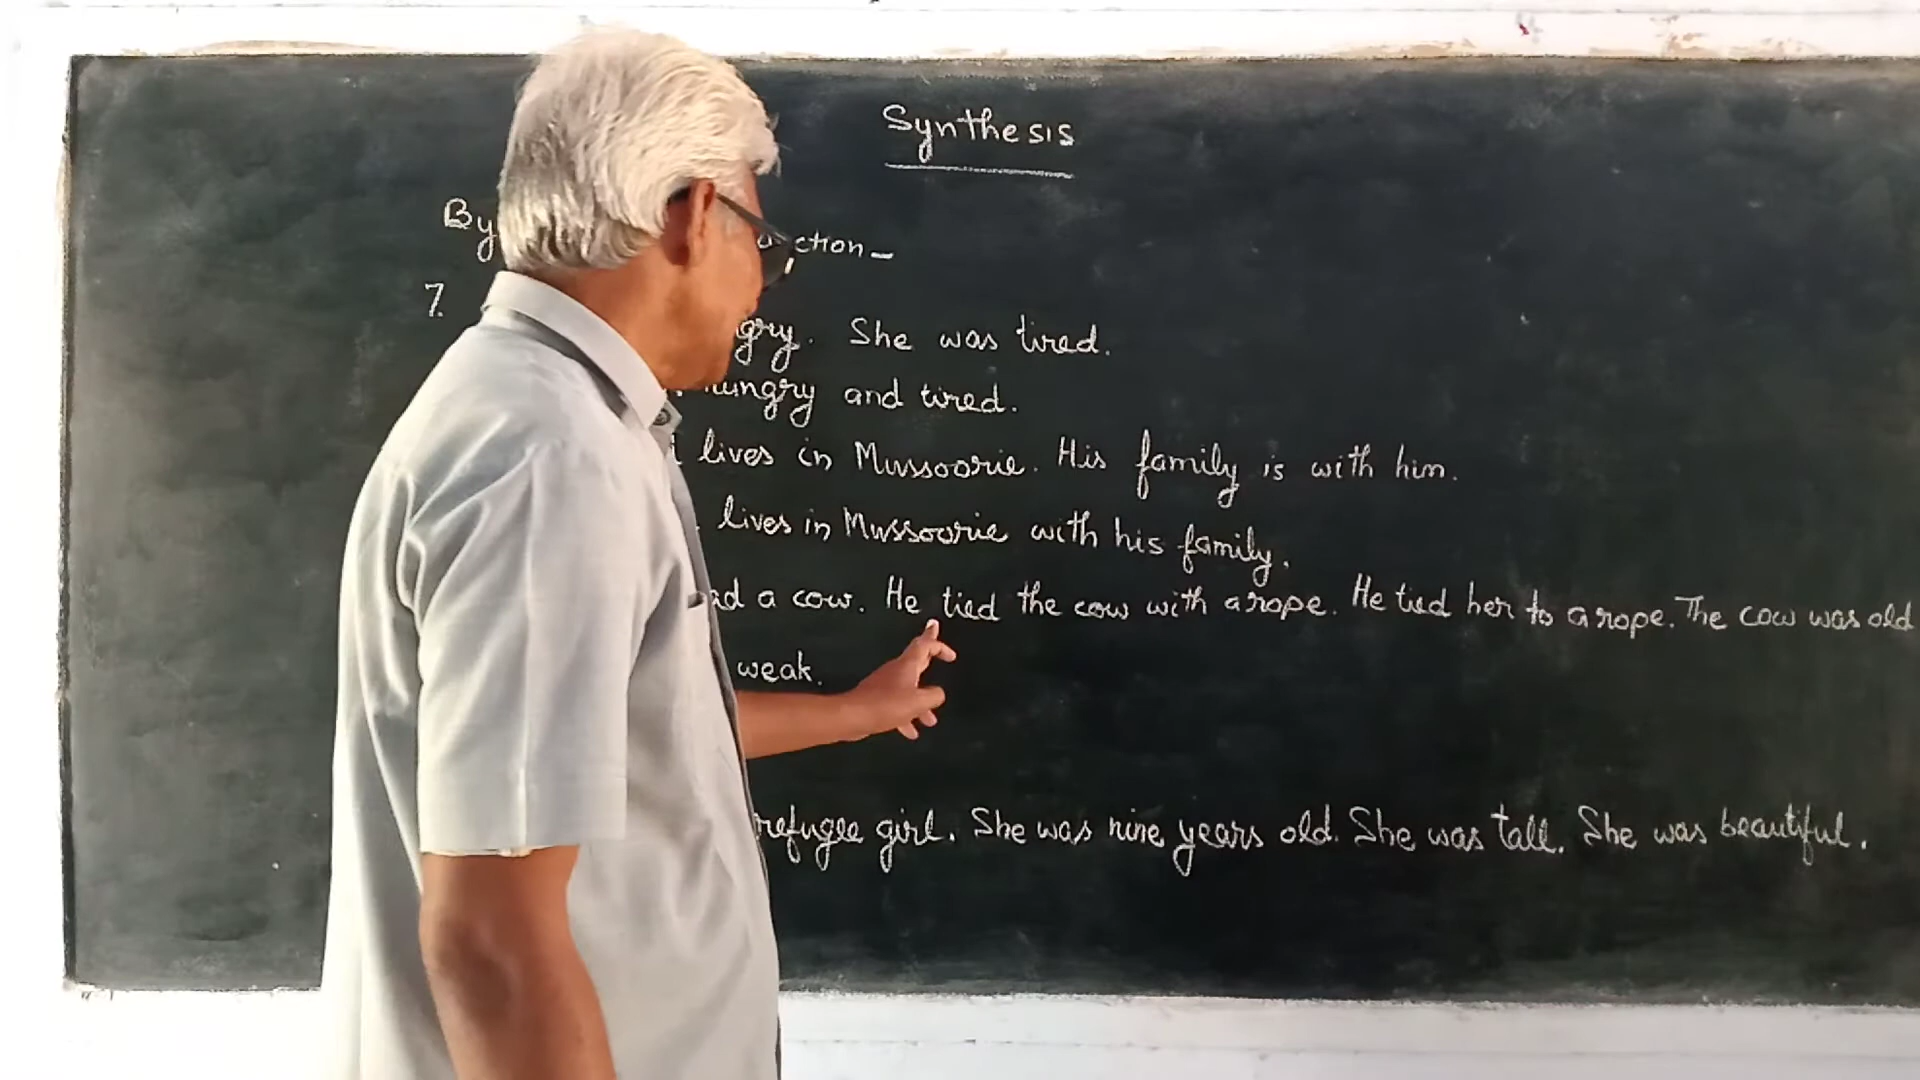 Synthesis
By ction -
7.
gry. She was tired.
hungry and tired.
lives in Mussoorie. His family is with him.
lives in Mussoorie with his family.
a cow. He tied the cow with a rope. He tied her to a rope. The cow was old
weak.
refugee girl. She was nine years old. She was tall. She was beautiful.